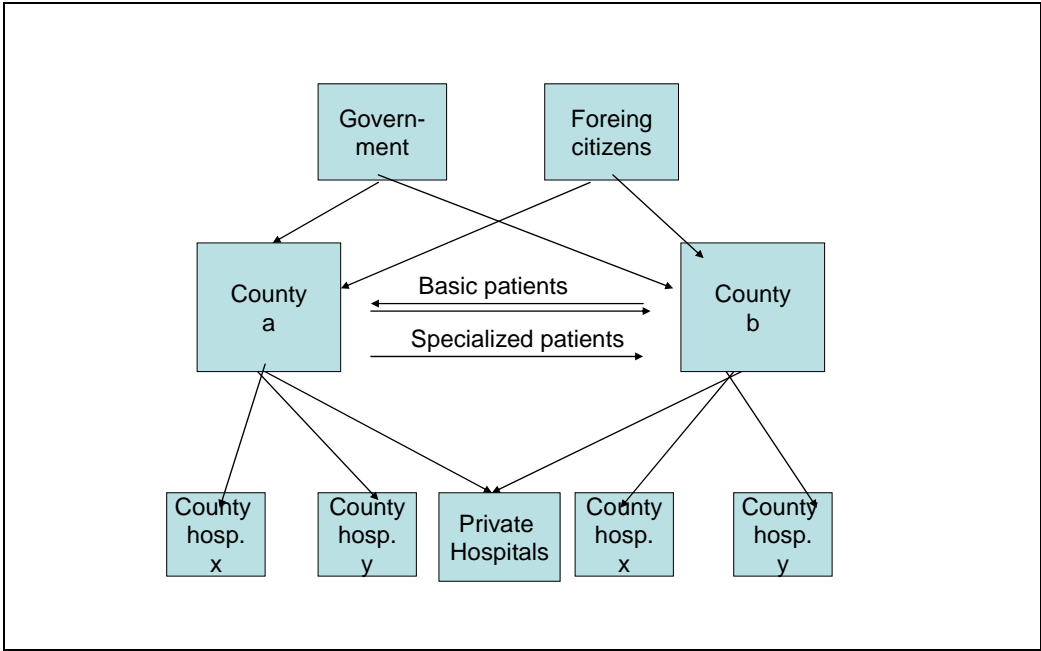 Govern-
ment
Foreing
citizens
County
a
Basic patients
Specialized patients
County
b
County
hosp.
x
County
hosp.
y
Private
Hospitals
County
hosp.
x
County
hosp.
y